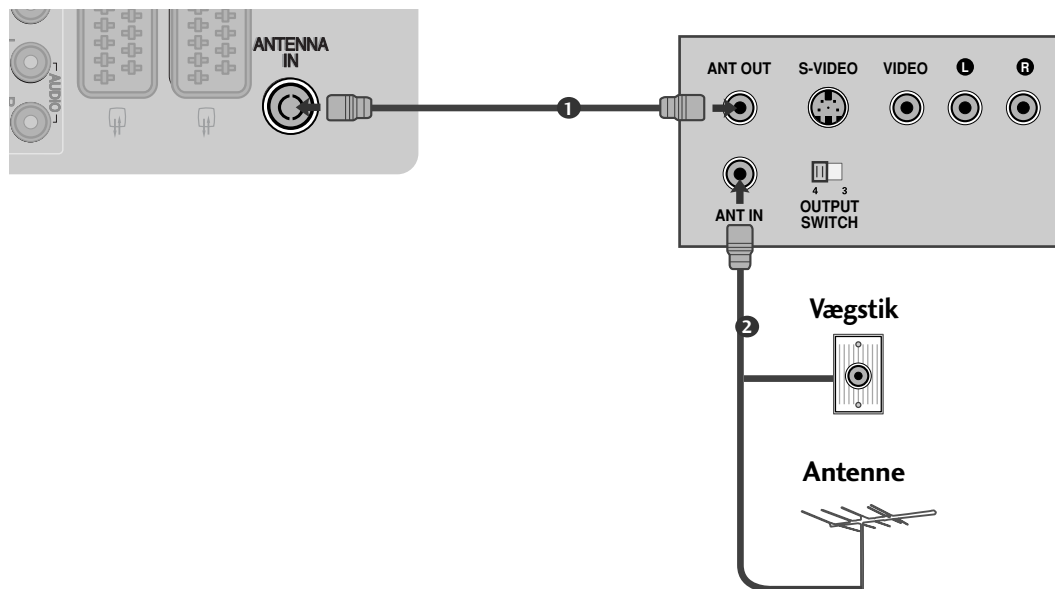 ANTENNA
IN
AUDIO
R
1
ANT OUT
S-VIDEO
VIDEO
L
R
ANT IN
4 3
OUTPUT
SWITCH
2
Vægstik
Antenne